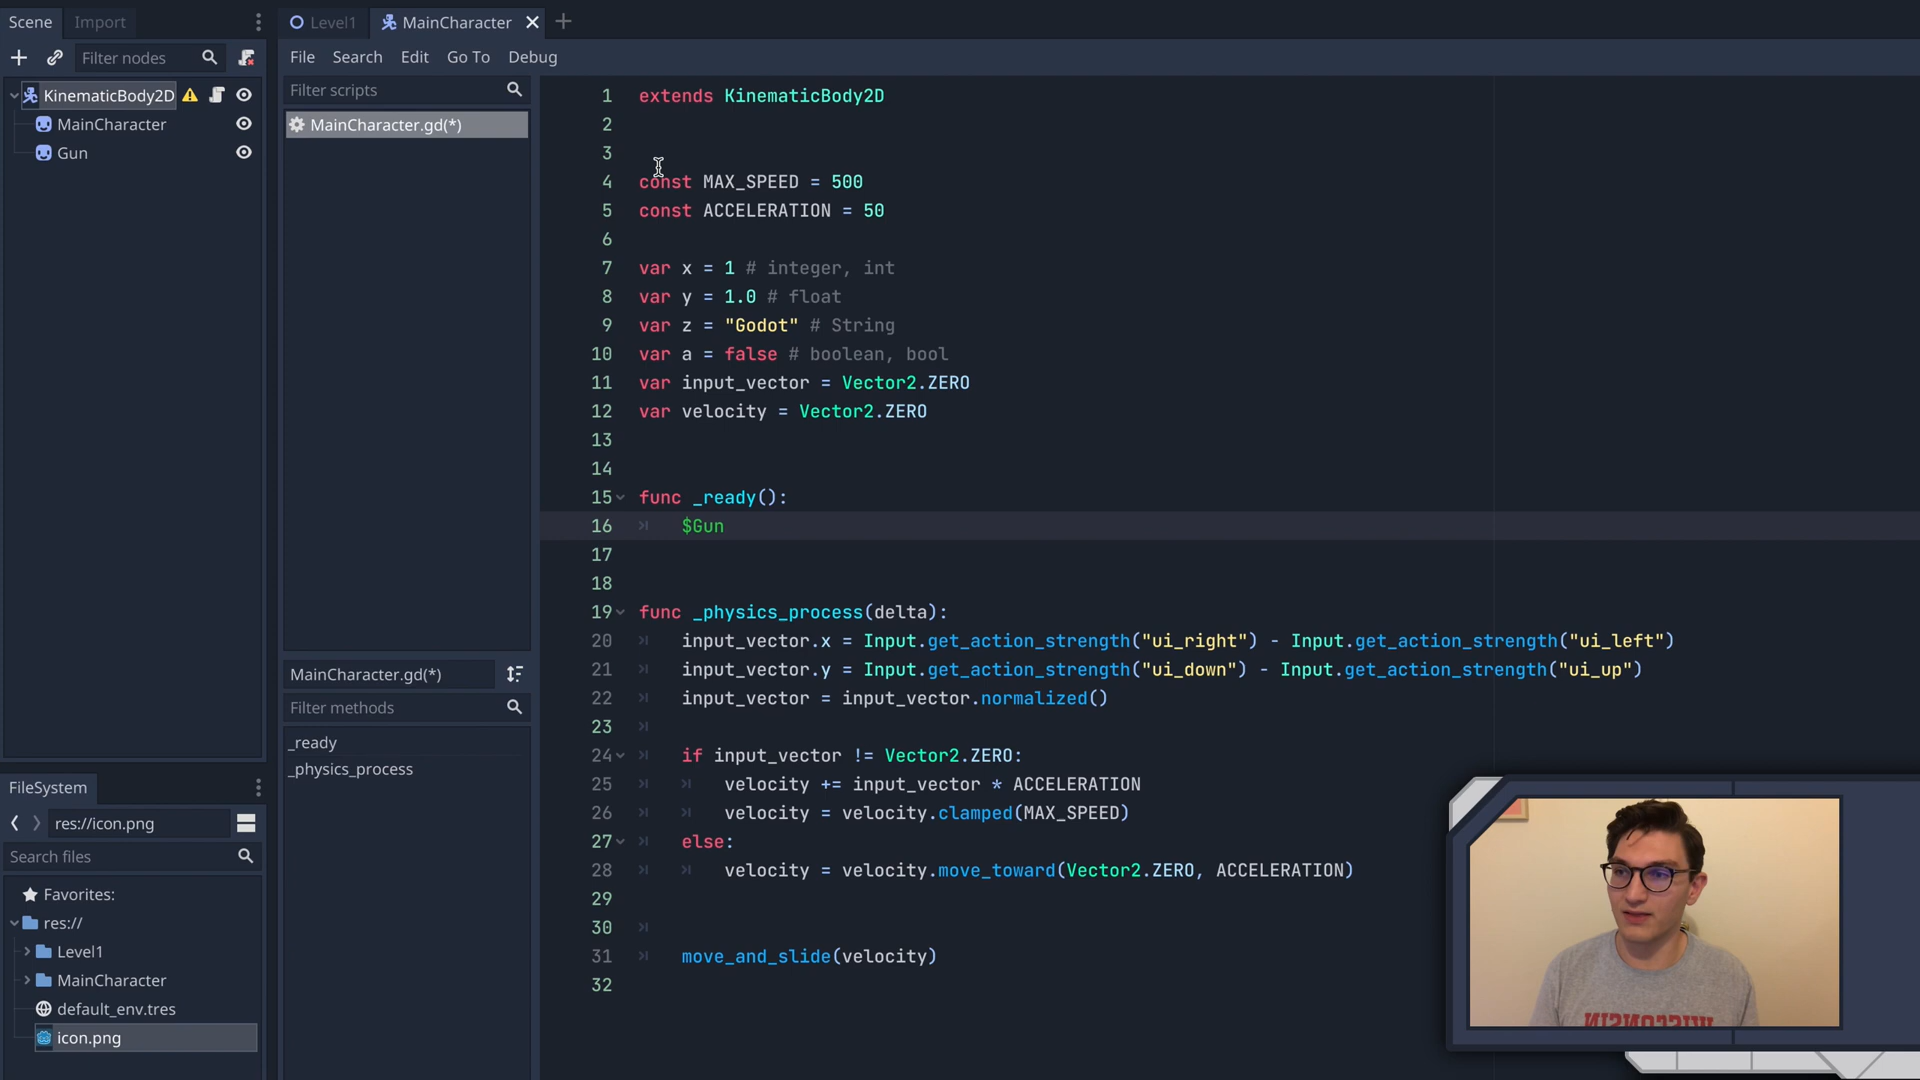 Scene Import
Level1 MainCharacter
Filter nodes
File Search Edit Go To Debug
KinematicBody2D
MainCharacter
Gun
Filter scripts
MainCharacter.gd(*)
1 extends KinematicBody2D
2
3
4 const MAX_SPEED = 500
5 const ACCELERATION = 50
6
7 var x = 1 # integer, int
8 var y = 1.0 # float
9 var z = "Godot" # String
10 var a = false # boolean, bool
11 var input_vector = Vector2.ZERO
12 var velocity = Vector2.ZERO
13
14
15 func _ready():
16 $Gun
17
18
19 func _physics_process(delta):
20 input_vector.x = Input.get_action_strength("ui_right") - Input.get_action_strength("ui_left")
21 input_vector.y = Input.get_action_strength("ui_down") - Input.get_action_strength("ui_up")
22 input_vector = input_vector.normalized()
23
24 if input_vector != Vector2.ZERO:
25 velocity += input_vector * ACCELERATION
26 velocity = velocity.clamped(MAX_SPEED)
27 else:
28 velocity = velocity.move_toward(Vector2.ZERO, ACCELERATION)
29
30
31 move_and_slide(velocity)
32
MainCharacter.gd(*)
Filter methods
_ready
_physics_process
FileSystem
res://icon.png
Search files
Favorites:
res://
Level1
MainCharacter
default_env.tres
icon.png